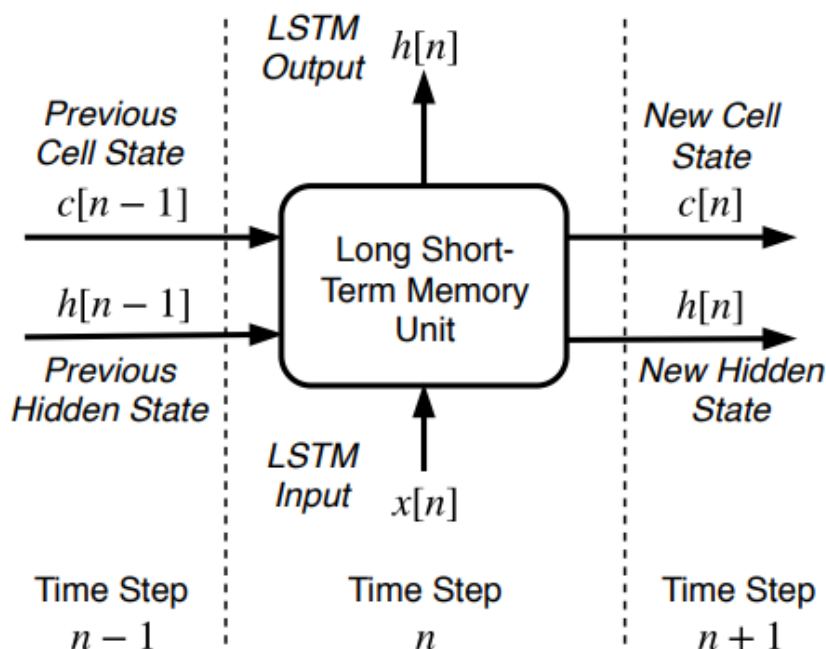 LSTM
Output
h[n]
Previous
Cell State
c[n − 1]
h[n − 1]
Previous
Hidden State
Long Short-
Term Memory
Unit
New Cell
State
c[n]
h[n]
New Hidden
State
LSTM
Input
x[n]
Time Step
n − 1
Time Step
n
Time Step
n + 1